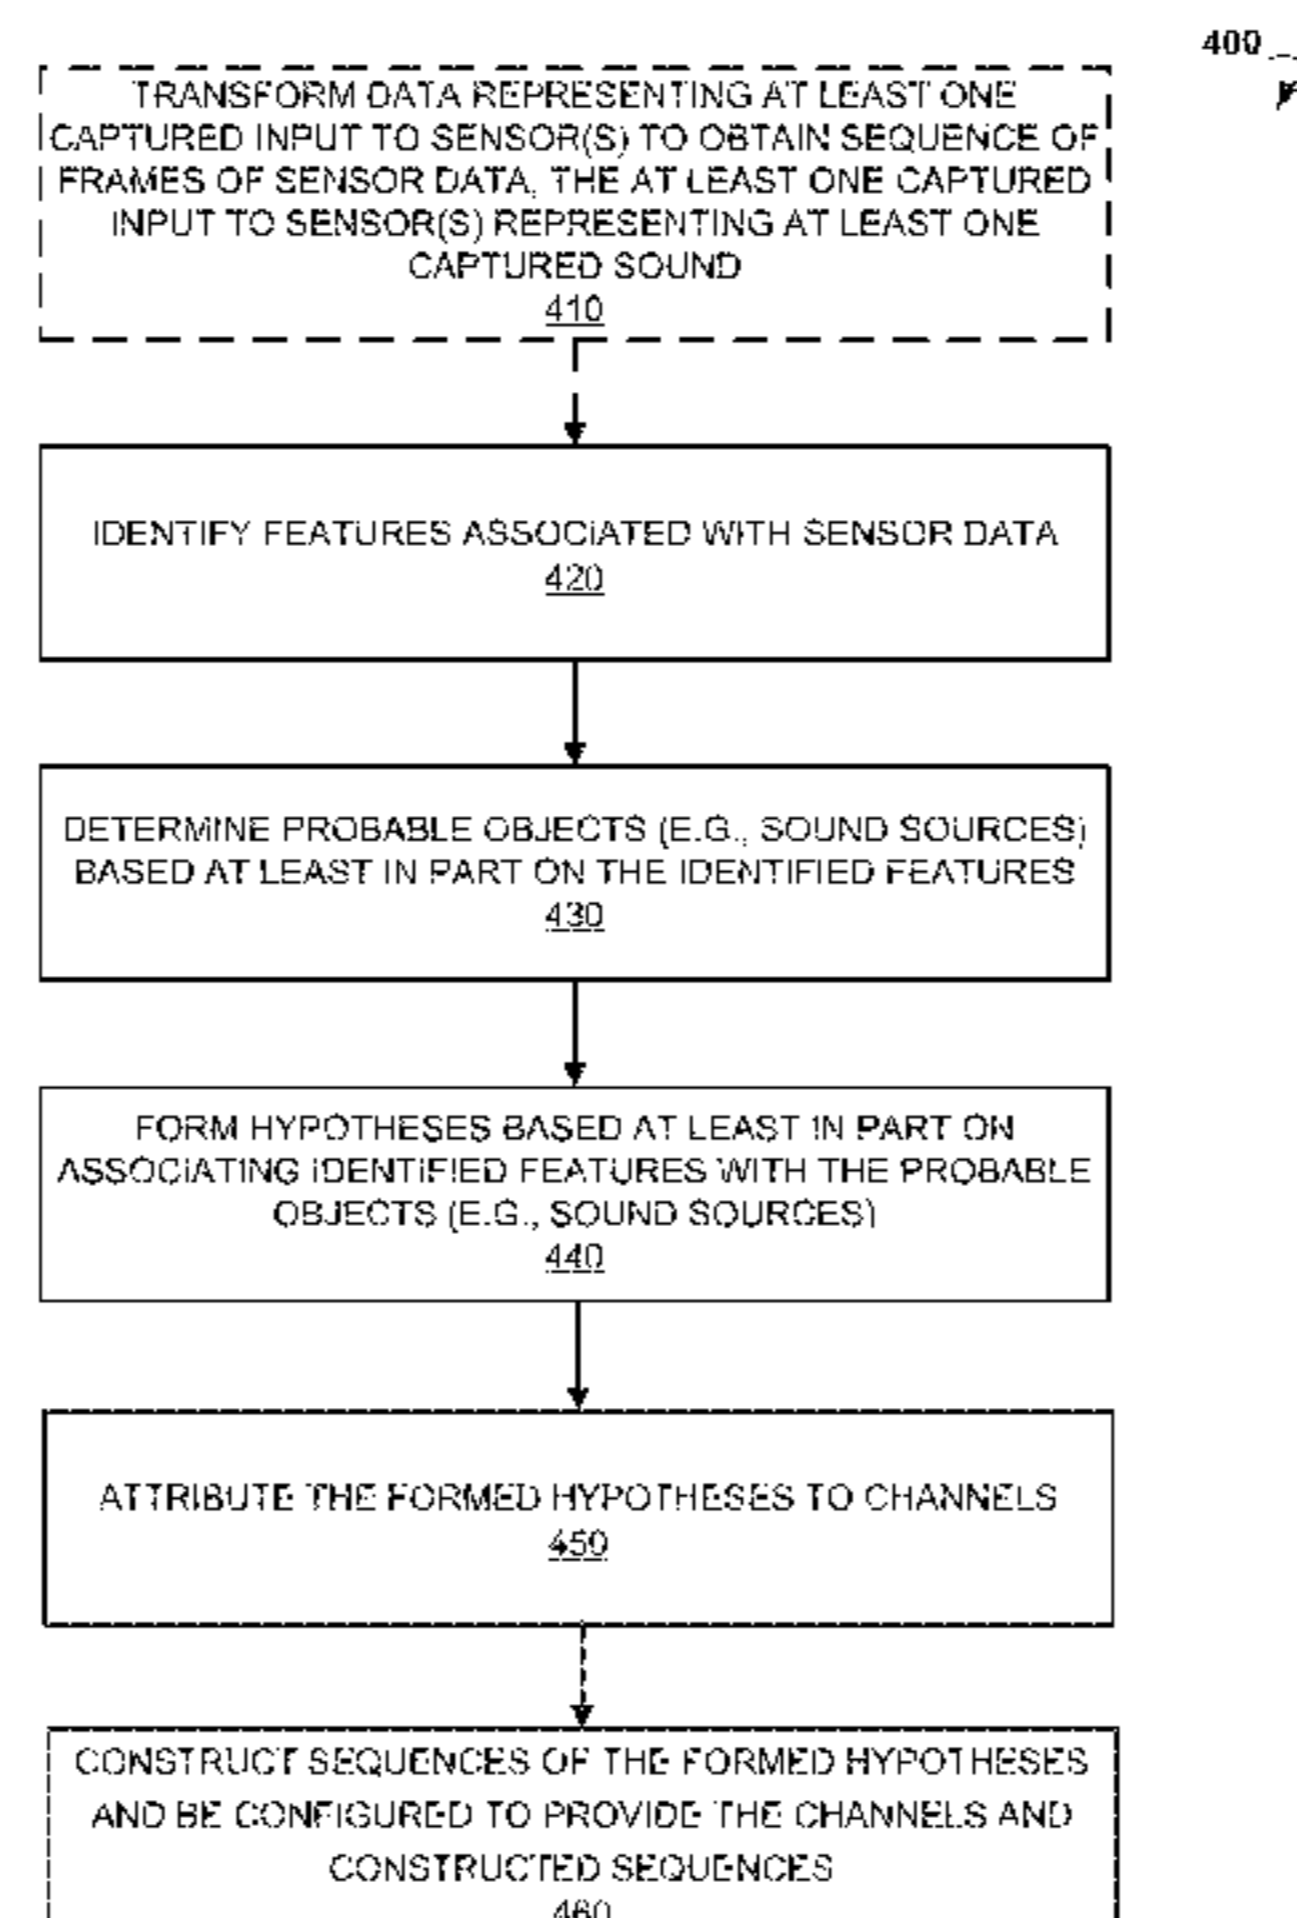 400
TRANSFORM DATA REPRESENTING AT LEAST ONE
CAPTURED INPUT TO SENSOR(S) TO OBTAIN SEQUENCE OF
FRAMES OF SENSOR DATA, THE AT LEAST ONE CAPTURED
INPUT TO SENSOR(S) REPRESENTING AT LEAST ONE
CAPTURED SOUND
410
IDENTIFY FEATURES ASSOCIATED WITH SENSOR DATA
420
DETERMINE PROBABLE OBJECTS (E.G., SOUND SOURCES)
BASED AT LEAST IN PART ON THE IDENTIFIED FEATURES
430
FORM HYPOTHESES BASED AT LEAST IN PART ON
ASSOCIATING IDENTIFIED FEATURES WITH THE PROBABLE
OBJECTS (E.G., SOUND SOURCES)
440
ATTRIBUTE THE FORMED HYPOTHESES TO CHANNELS
450
CONSTRUCT SEQUENCES OF THE FORMED HYPOTHESES
AND BE CONFIGURED TO PROVIDE THE CHANNELS AND
CONSTRUCTED SEQUENCES
460